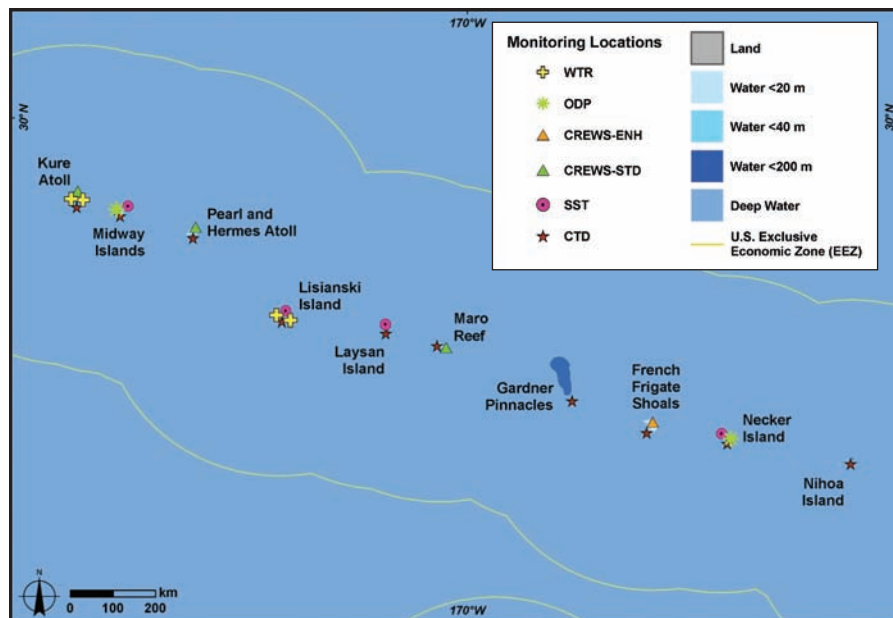 170°W
Monitoring Locations
WTR
ODP
CREWS-ENH
CREWS-STD
SST
CTD
Land
Water <20 m
Water <40 m
Water <200 m
Deep Water
U.S. Exclusive
Economic Zone (EEZ)
30°N
30°N
Kure
Atoll
Midway
Islands
Pearl and
Hermes Atoll
Lisianski
Island
Laysan
Island
Maro
Reef
Gardner
Pinnacles
French
Frigate
Shoals
Necker
Island
Nihoa
Island
N
km
0 100 200
170°W